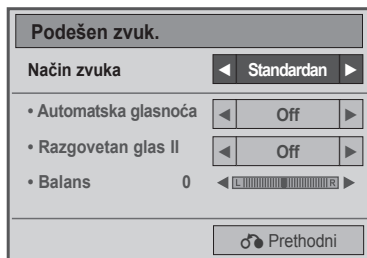 Podešen zvuk.
Način zvuka ◄ Standardan ►
• Automatska glasnoća ◄ Off ►
• Razgovetan glas II ◄ Off ►
• Balans 0 ◄ L R ►
Prethodni